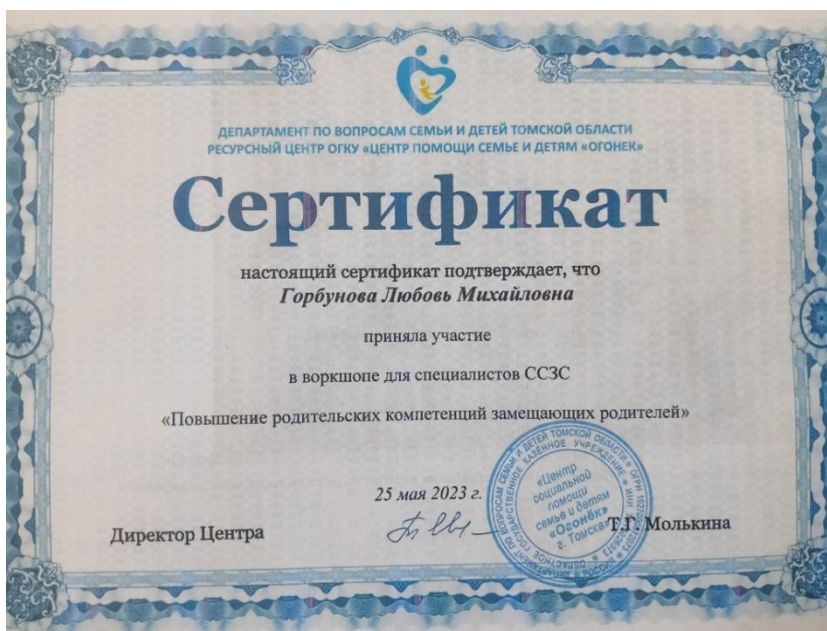 ДЕПАРТАМЕНТ ПО ВОПРОСАМ СЕМЬИ И ДЕТЕЙ ТОМСКОЙ ОБЛАСТИ
РЕСУРСНЫЙ ЦЕНТР ОГКУ «ЦЕНТР ПОМОЩИ СЕМЬЕ И ДЕТЯМ «ОГОНЕК»
Сертификат
настоящий сертификат подтверждает, что
Горбунова Любовь Михайловна
приняла участие
в воркшопе для специалистов ССЗС
«Повышение родительских компетенций замещающих родителей»
25 мая 2023 г.
Директор Центра
Т.Г. Молькина
«Центр
социальной
помощи
семье и детям
«Огонёк»
г. Томска»